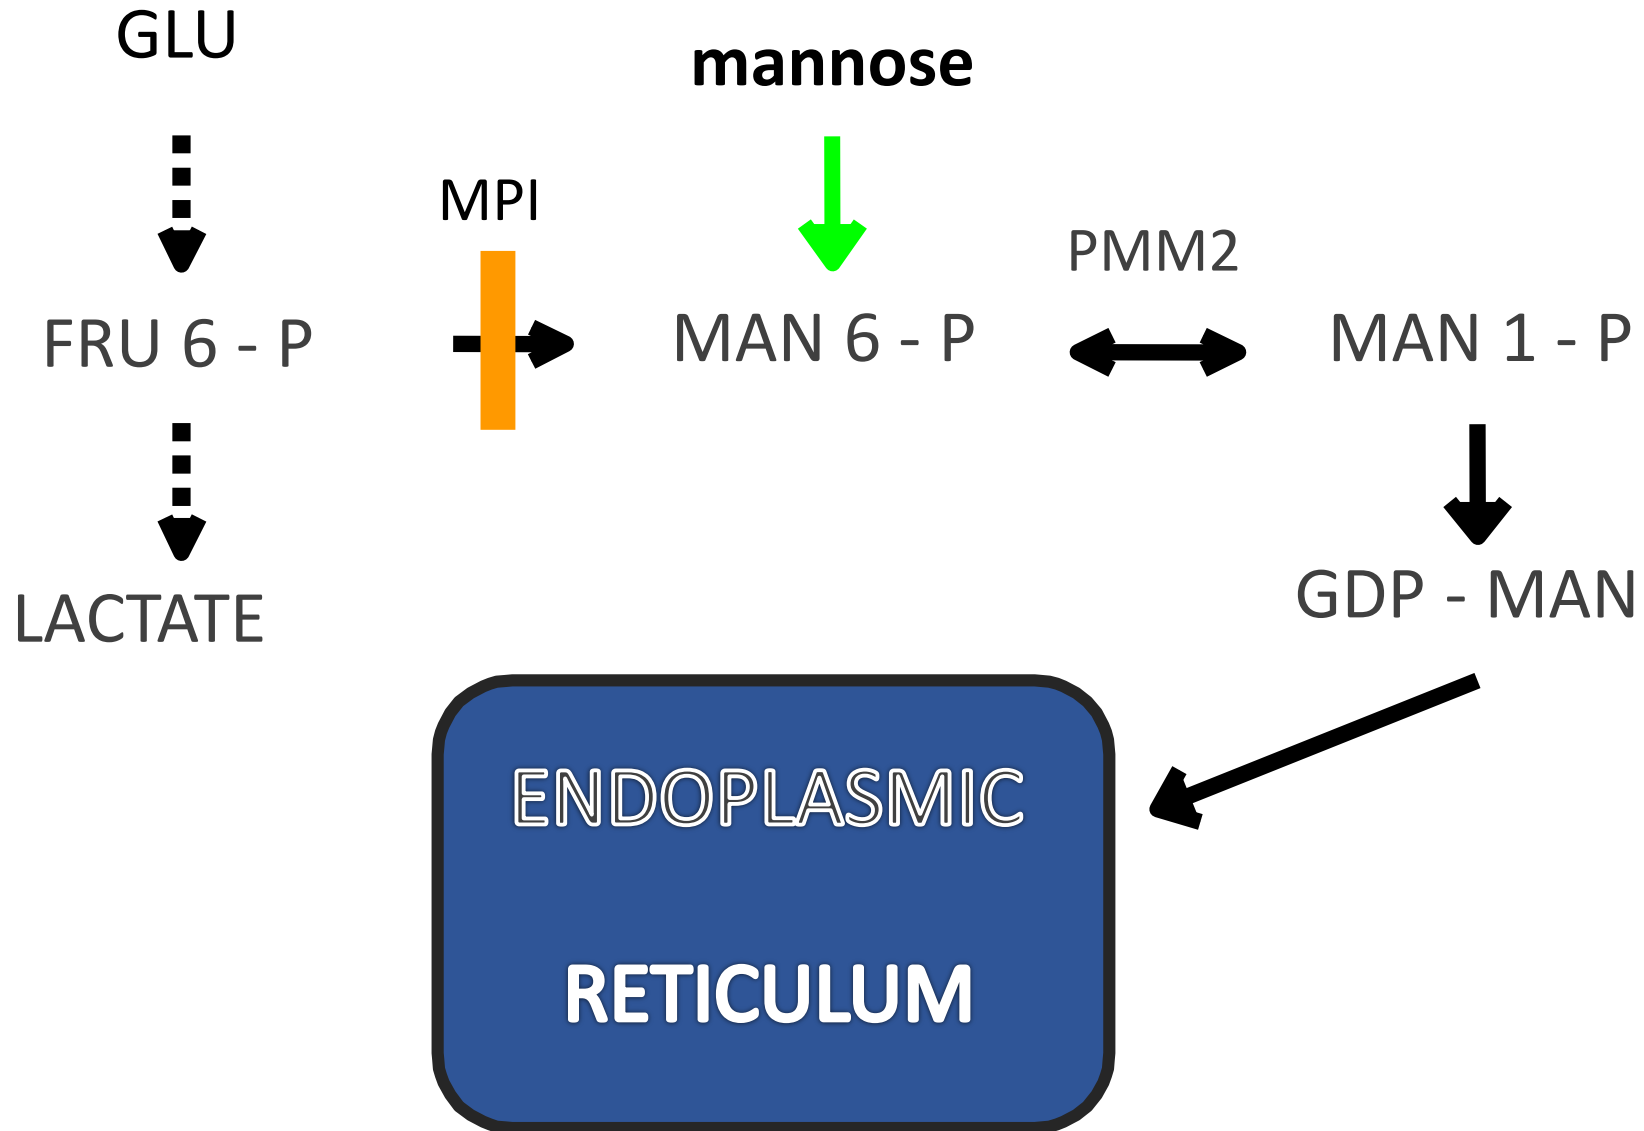 GLU
mannose
MPI
PMM2
FRU 6 - P
MAN 6 - P
MAN 1 - P
LACTATE
GDP - MAN
ENDOPLASMIC
RETICULUM